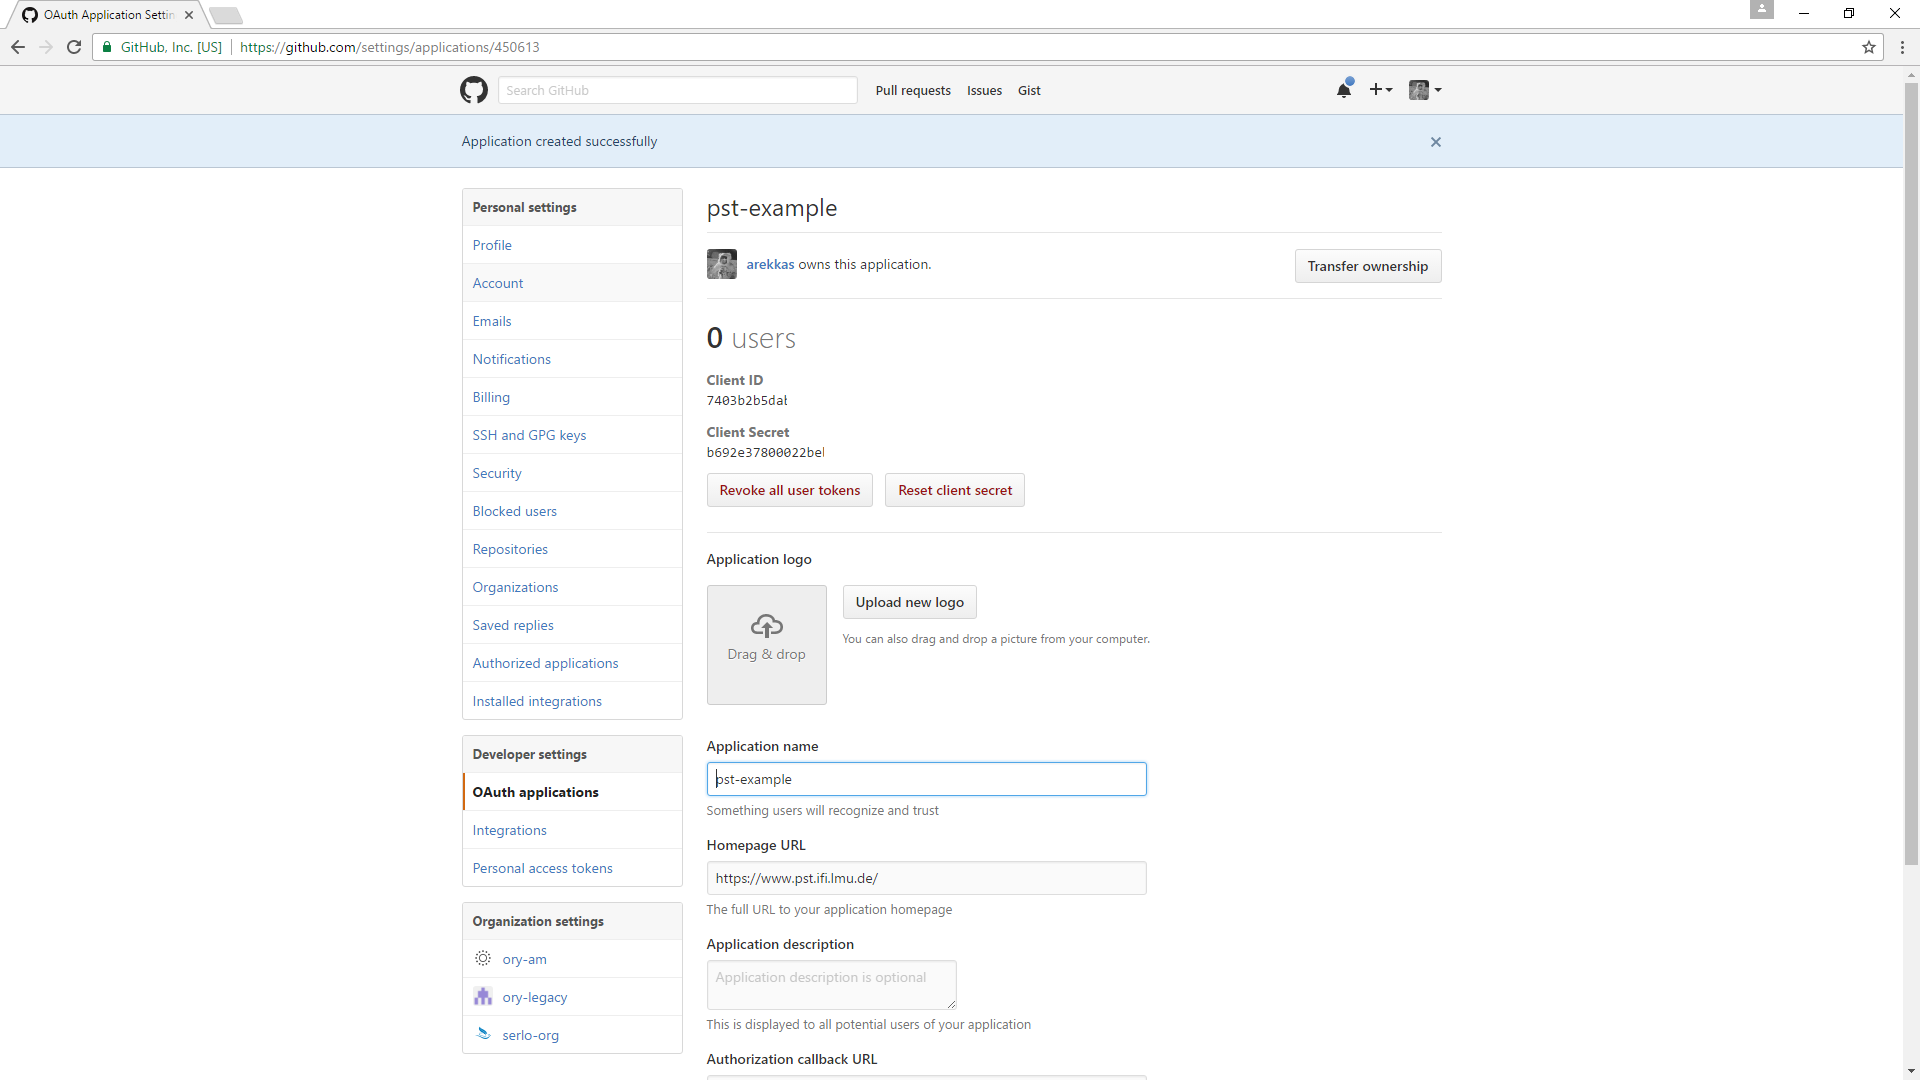 OAuth Application Settin
GitHub, Inc. [US] https://github.com/settings/applications/450613
Search GitHub Pull requests Issues Gist
Application created successfully
Personal settings
Profile
Account
Emails
Notifications
Billing
SSH and GPG keys
Security
Blocked users
Repositories
Organizations
Saved replies
Authorized applications
Installed integrations
Developer settings
OAuth applications
Integrations
Personal access tokens
Organization settings
ory-am
ory-legacy
serlo-org
pst-example
arekkas owns this application.
Transfer ownership
0 users
Client ID
7403b2b5dab
Client Secret
b692e37800022bel
Revoke all user tokens Reset client secret
Application logo
Drag & drop
Upload new logo
You can also drag and drop a picture from your computer.
Application name
pst-example
Something users will recognize and trust
Homepage URL
https://www.pst.ifi.lmu.de/
The full URL to your application homepage
Application description
Application description is optional
This is displayed to all potential users of your application
Authorization callback URL